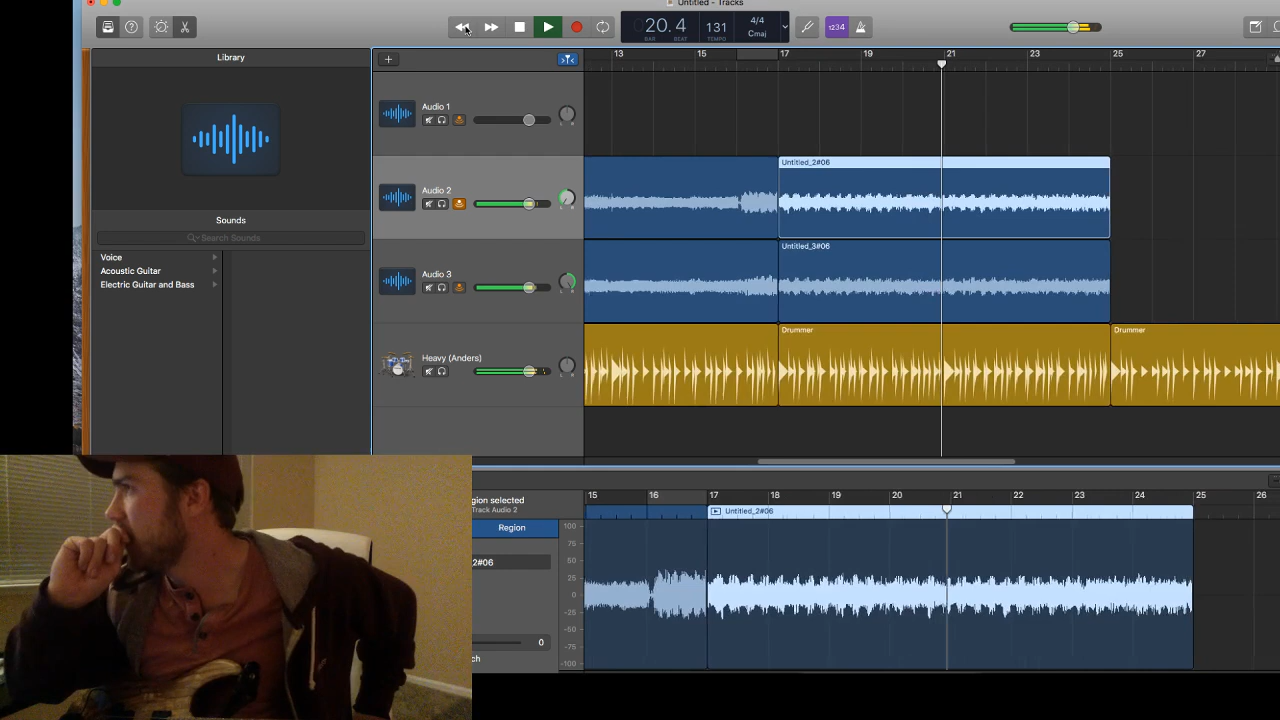 Untitled - Tracks
20.4
BAR BEAT
131
TEMPO
4/4
Cmaj
1234
Library
13 15 17 19 21 23 25 27
Audio 1
Untitled_2#06
Audio 2
Sounds
Search Sounds
Untitled_3#06
Voice
Acoustic Guitar
Electric Guitar and Bass
Audio 3
Drummer
Drummer
Heavy (Anders)
15 16 17 18 19 20 21 22 23 24 25 26
gion selected
Track Audio 2
Untitled_2#06
Region
100
75
50
25
0
-25
-50
-75
-100
2#06
0
ch